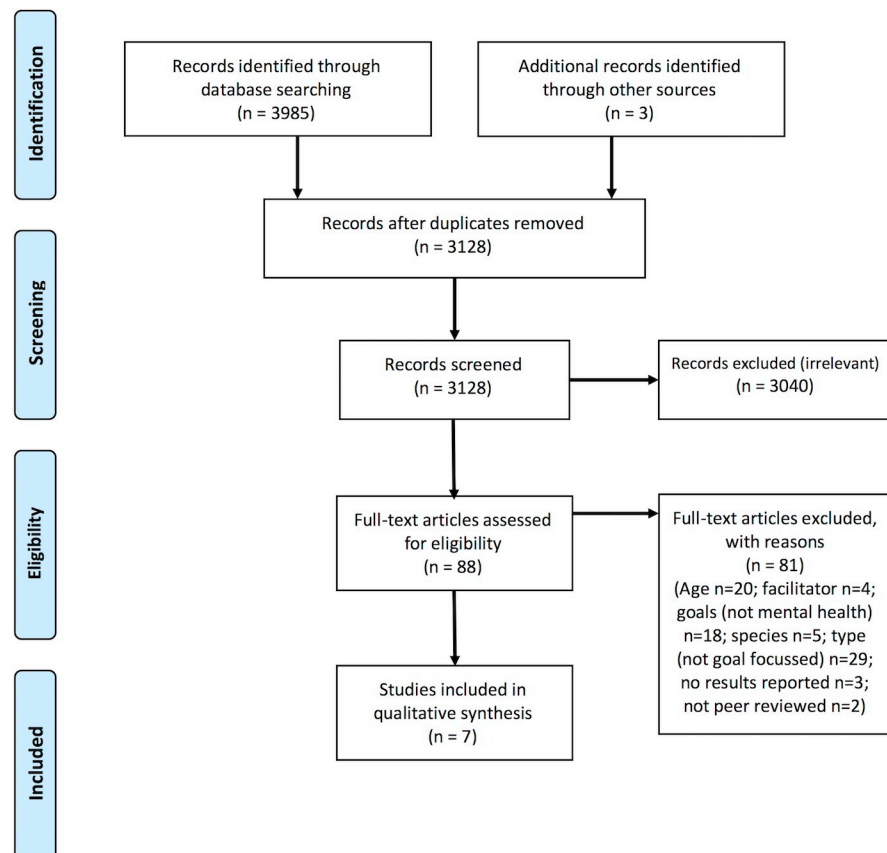 Identification
Records identified through
database searching
(n = 3985)
Additional records identified
through other sources
(n = 3)
Records after duplicates removed
(n = 3128)
Screening
Records screened
(n = 3128)
Records excluded (irrelevant)
(n = 3040)
Eligibility
Full-text articles assessed
for eligibility
(n = 88)
Full-text articles excluded,
with reasons
(n = 81)
(Age n=20; facilitator n=4;
goals (not mental health)
n=18; species n=5; type
(not goal focussed) n=29;
no results reported n=3;
not peer reviewed n=2)
Included
Studies included in
qualitative synthesis
(n = 7)